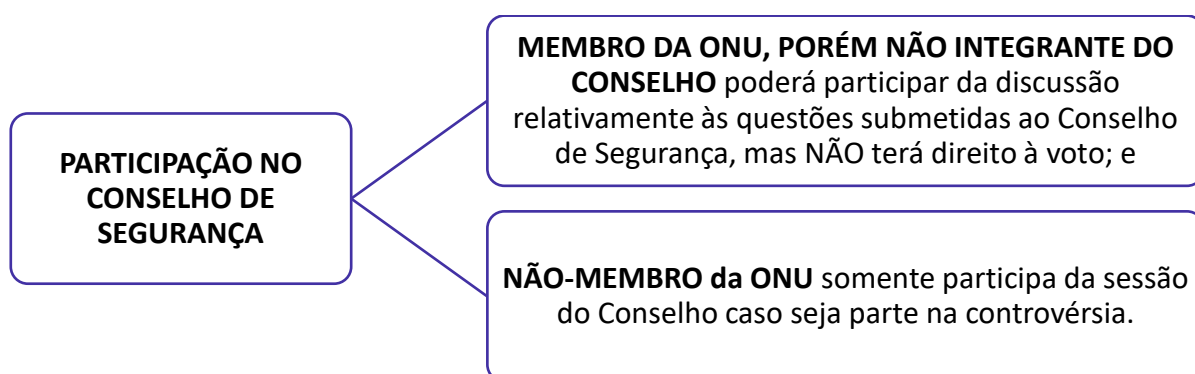 PARTICIPAÇÃO NO
CONSELHO DE
SEGURANÇA
MEMBRO DA ONU, PORÉM NÃO INTEGRANTE DO
CONSELHO poderá participar da discussão
relativamente às questões submetidas ao Conselho
de Segurança, mas NÃO terá direito à voto; e
NÃO-MEMBRO da ONU somente participa da sessão
do Conselho caso seja parte na controvérsia.